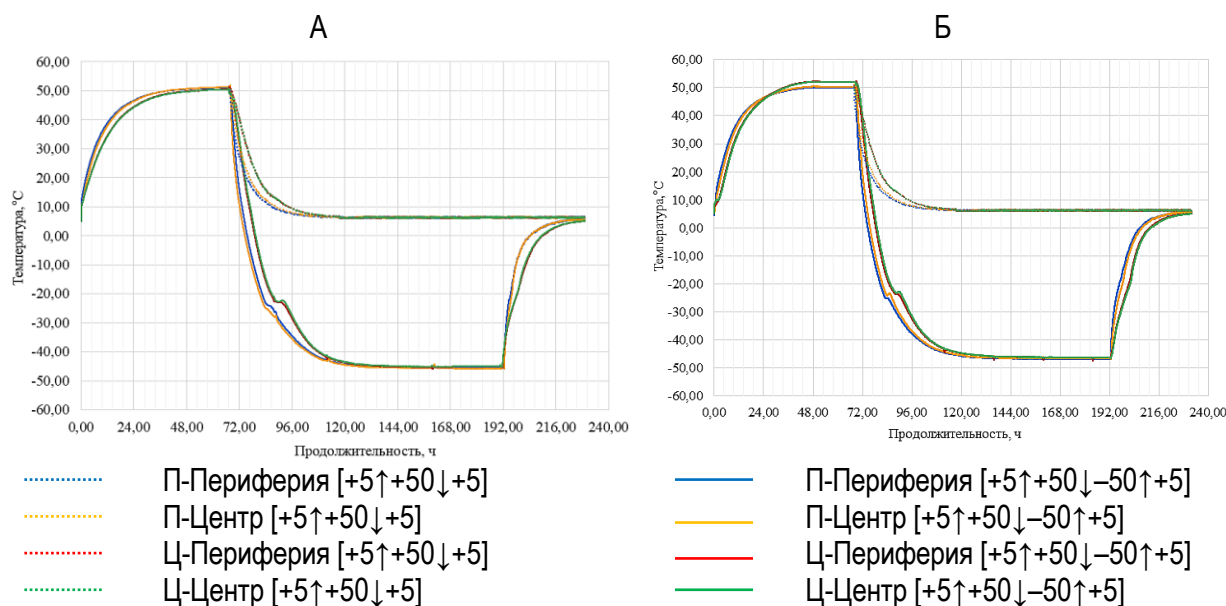 А
60,00
50,00
40,00
30,00
20,00
10,00
0,00
-10,00
-20,00
-30,00
-40,00
-50,00
-60,00
Температура,°C
0,00 24,00 48,00 72,00 96,00 120,00 144,00 168,00 192,00 216,00 240,00
Продолжительность, ч
Б
60,00
50,00
40,00
30,00
20,00
10,00
0,00
-10,00
-20,00
-30,00
-40,00
-50,00
-60,00
Температура,°C
0,00 24,00 48,00 72,00 96,00 120,00 144,00 168,00 192,00 216,00 240,00
Продолжительность, ч
П-Периферия [+5↑+50↓+5]
П-Центр [+5↑+50↓+5]
Ц-Периферия [+5↑+50↓+5]
Ц-Центр [+5↑+50↓+5]
П-Периферия [+5↑+50↓–50↑+5]
П-Центр [+5↑+50↓–50↑+5]
Ц-Периферия [+5↑+50↓–50↑+5]
Ц-Центр [+5↑+50↓–50↑+5]